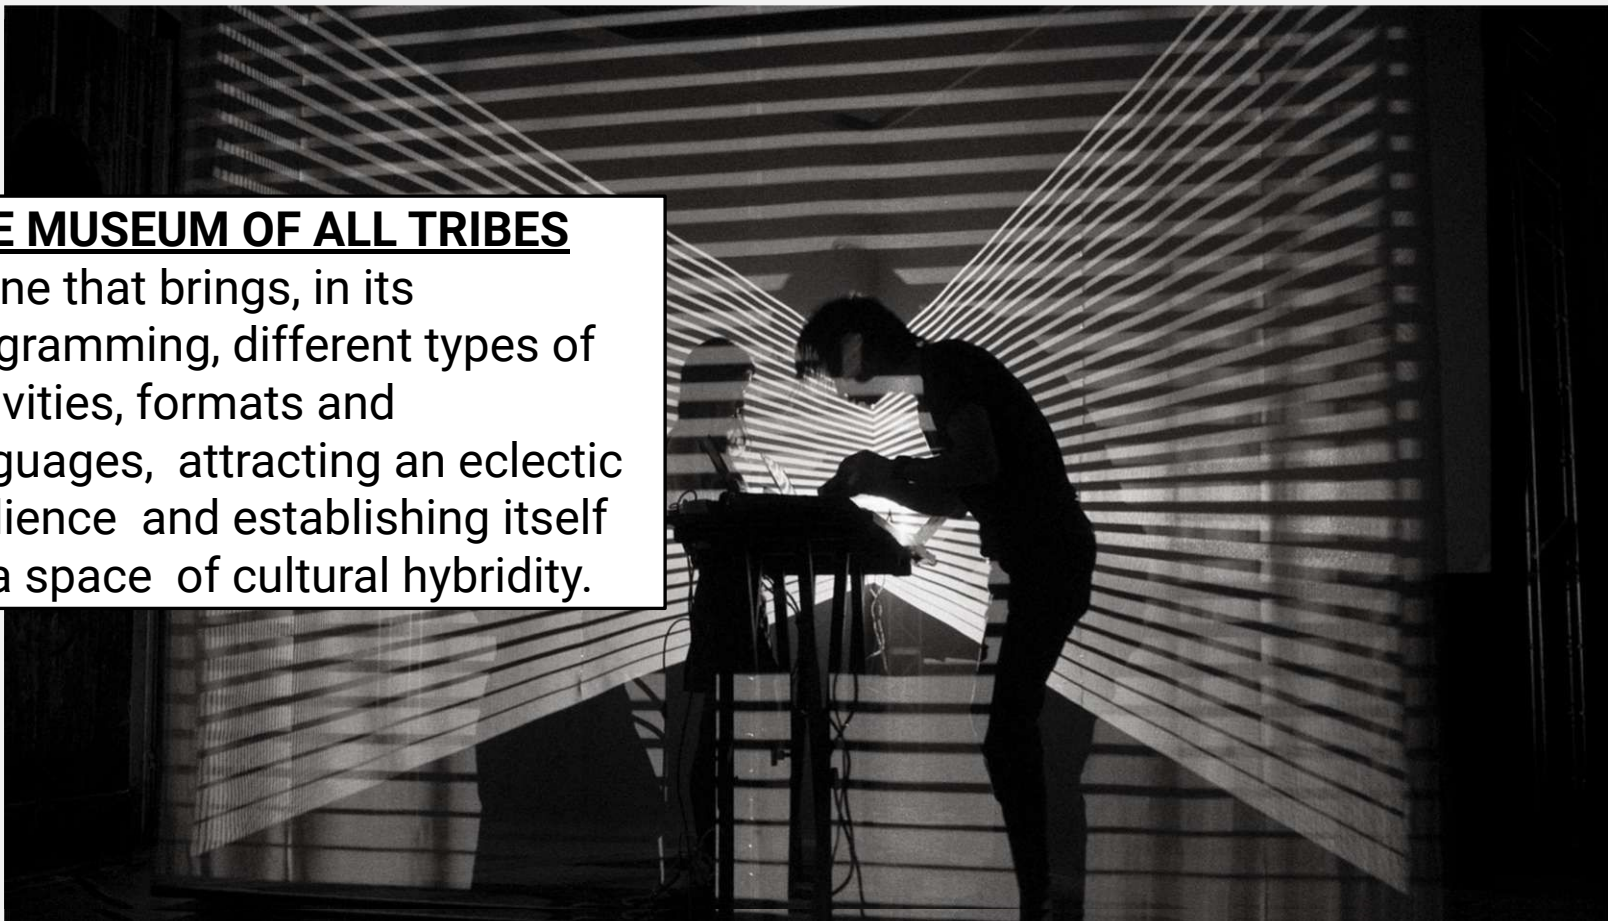 E MUSEUM OF ALL TRIBES
ne that brings, in its
gramming, different types of
vities, formats and
guages, attracting an eclectic
lience and establishing itself
a space of cultural hybridity.